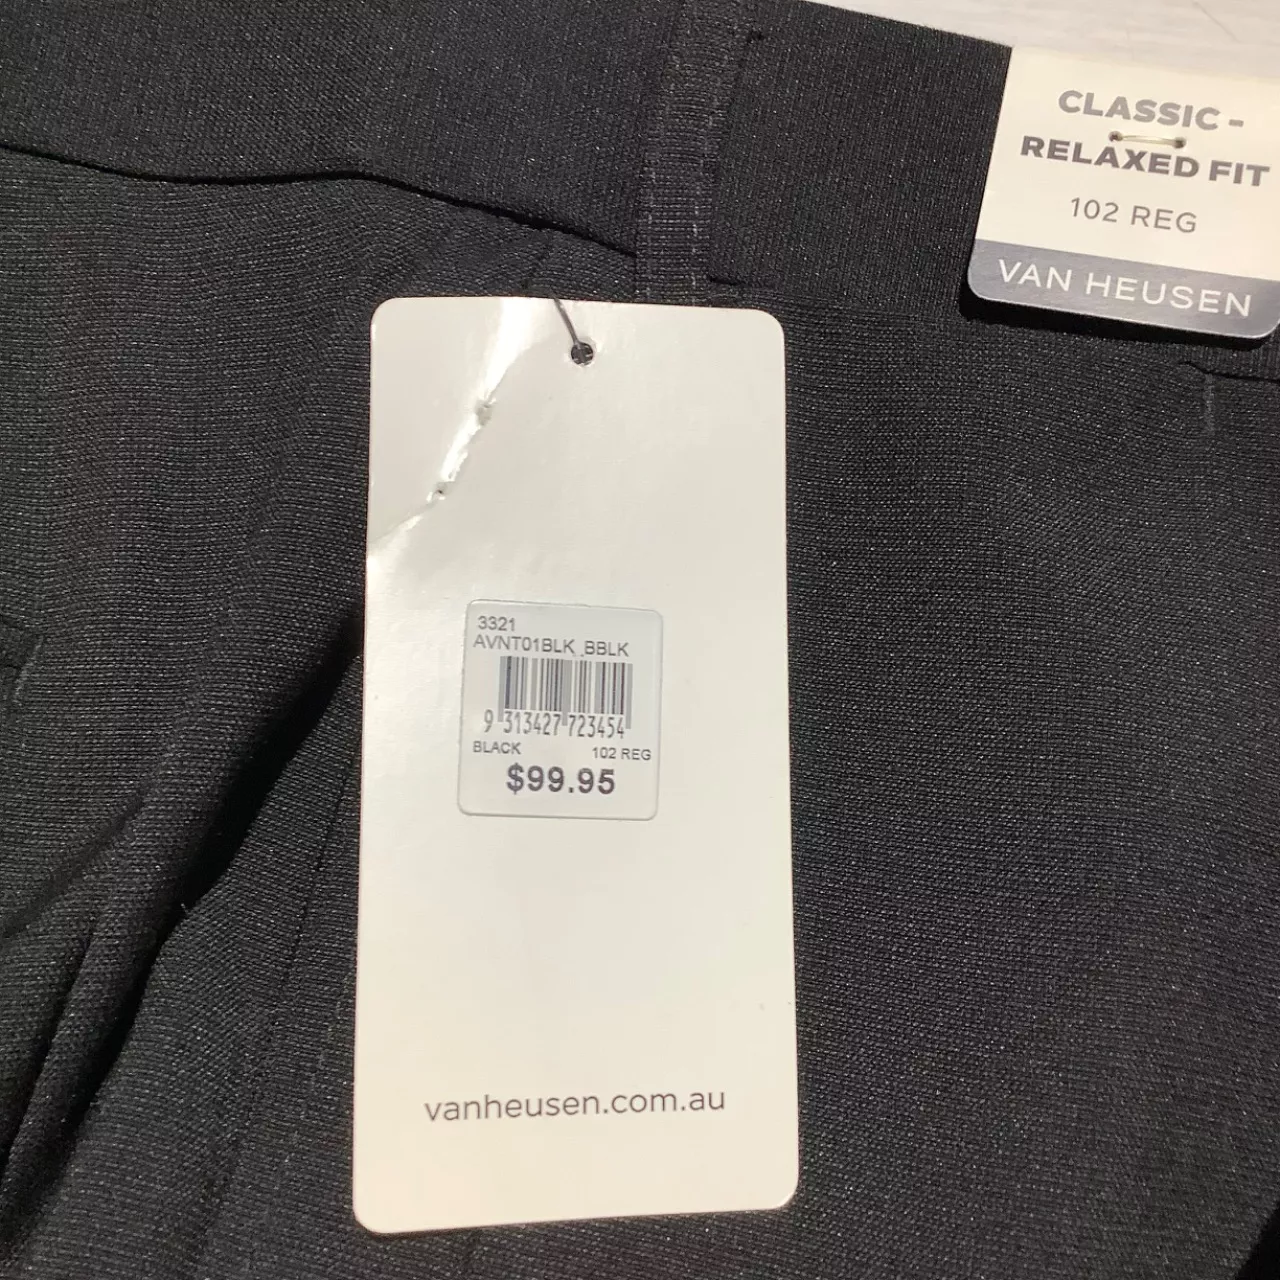 CLASSIC -
RELAXED FIT
102 REG
VAN HEUSEN
3321
AVNT01BLK BBLK
9 313427 723454
BLACK 102 REG
$99.95
vanheusen.com.au